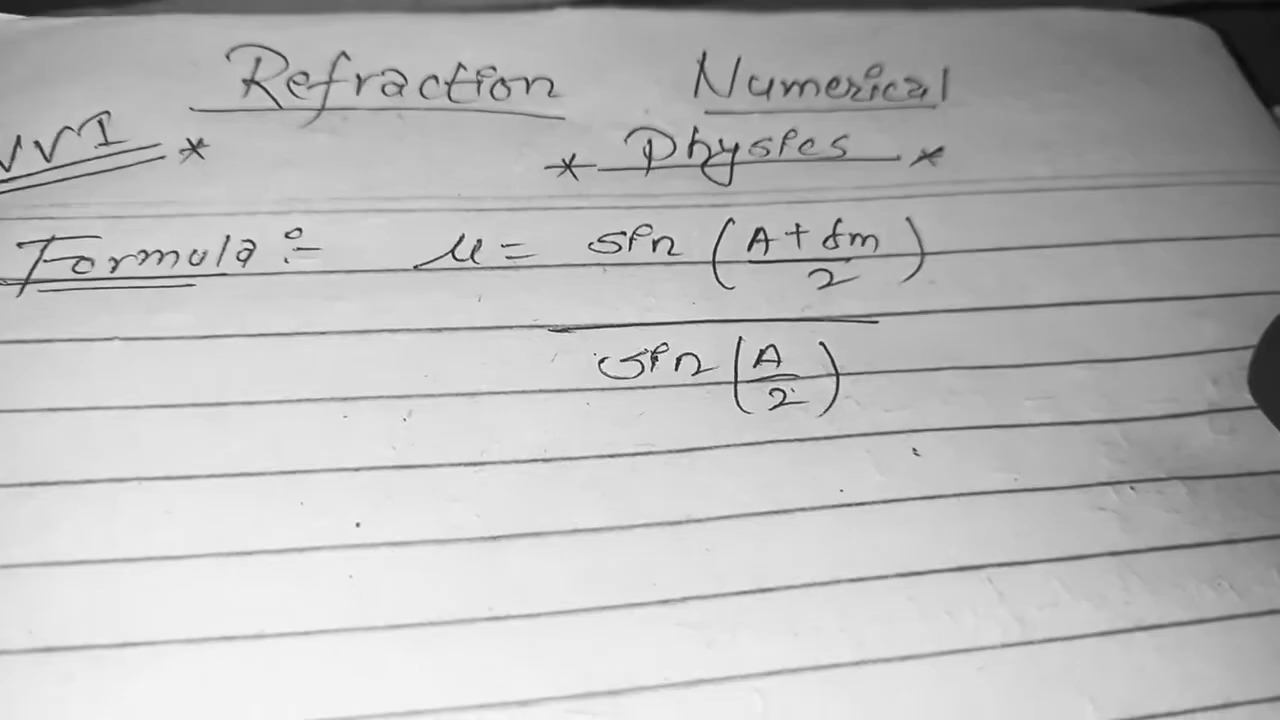 Refraction Numerical
VVI * * Physics *
Formula :- μ = sin (A + δm / 2)
sin (A / 2)